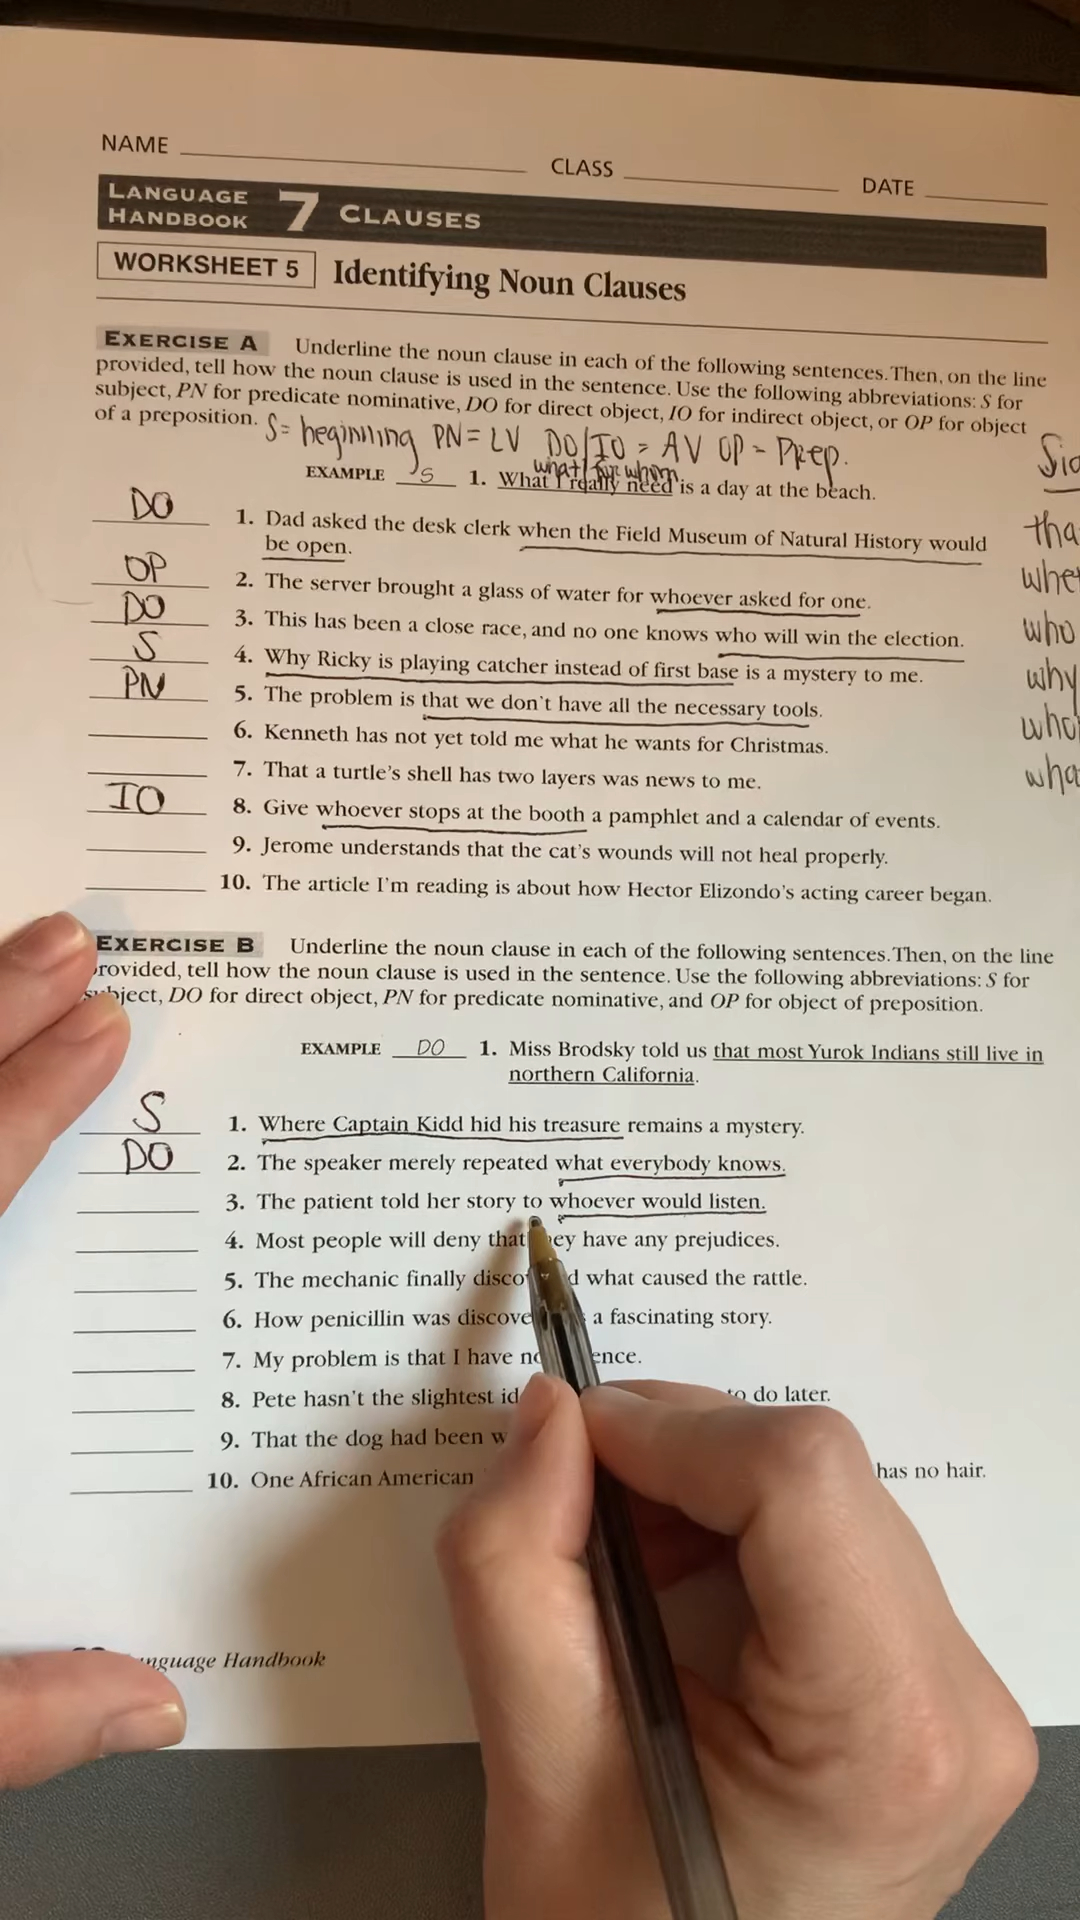 NAME
CLASS
DATE
LANGUAGE HANDBOOK 7 CLAUSES
WORKSHEET 5 Identifying Noun Clauses
EXERCISE A Underline the noun clause in each of the following sentences. Then, on the line
provided, tell how the noun clause is used in the sentence. Use the following abbreviations: S for
subject, PN for predicate nominative, DO for direct object, IO for indirect object, or OP for object
of a preposition.
S= beginning PN= LV DO/IO = AV OP - Prep.
what/for whom
EXAMPLE S 1. What I really need is a day at the beach.
DO 1. Dad asked the desk clerk when the Field Museum of Natural History would
be open.
OP 2. The server brought a glass of water for whoever asked for one.
DO 3. This has been a close race, and no one knows who will win the election.
S 4. Why Ricky is playing catcher instead of first base is a mystery to me.
why
PN 5. The problem is that we don't have all the necessary tools.
6. Kenneth has not yet told me what he wants for Christmas.
7. That a turtle's shell has two layers was news to me.
IO 8. Give whoever stops at the booth a pamphlet and a calendar of events.
9. Jerome understands that the cat's wounds will not heal properly.
10. The article I'm reading is about how Hector Elizondo's acting career began.
EXERCISE B Underline the noun clause in each of the following sentences. Then, on the line
provided, tell how the noun clause is used in the sentence. Use the following abbreviations: S for
subject, DO for direct object, PN for predicate nominative, and OP for object of preposition.
EXAMPLE DO 1. Miss Brodsky told us that most Yurok Indians still live in
northern California.
S 1. Where Captain Kidd hid his treasure remains a mystery.
DO 2. The speaker merely repeated what everybody knows.
3. The patient told her story to whoever would listen.
4. Most people will deny that they have any prejudices.
5. The mechanic finally disco d what caused the rattle.
6. How penicillin was discove a fascinating story.
7. My problem is that I have no ence.
8. Pete hasn't the slightest id to do later.
9. That the dog had been w
10. One African American has no hair.
nguage Handbook